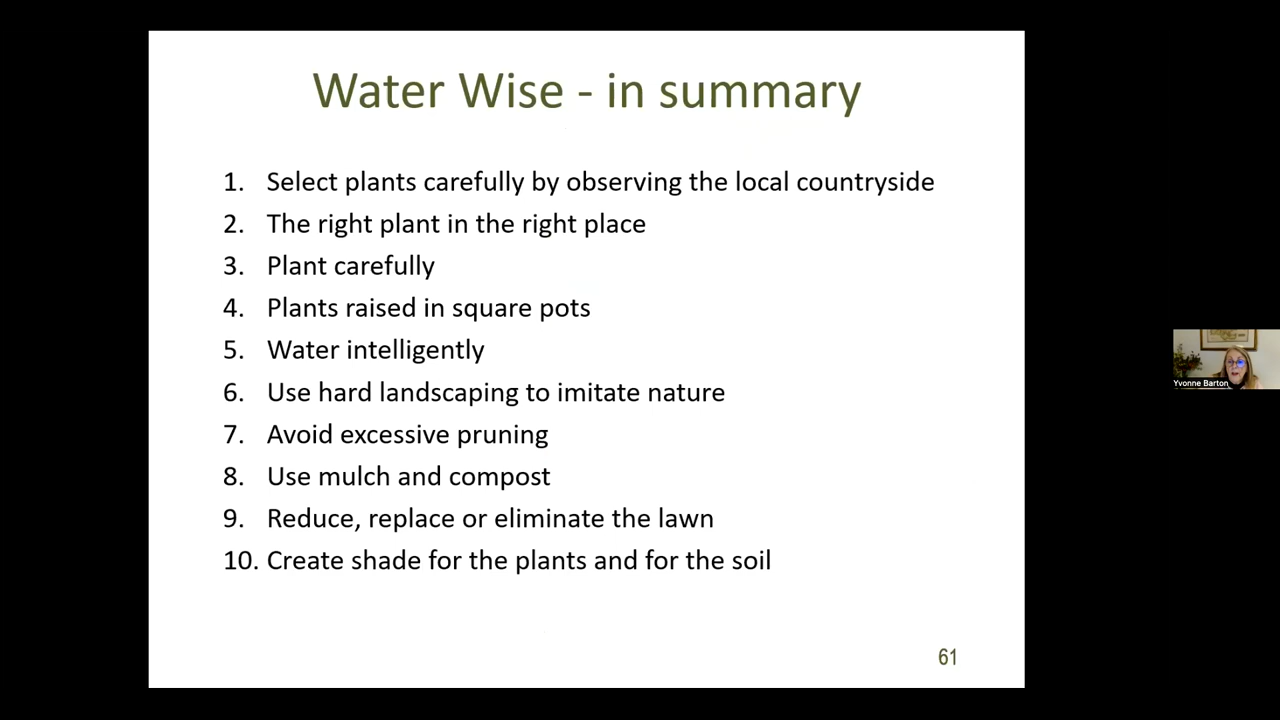 Water Wise - in summary
1. Select plants carefully by observing the local countryside
2. The right plant in the right place
3. Plant carefully
4. Plants raised in square pots
5. Water intelligently
6. Use hard landscaping to imitate nature
7. Avoid excessive pruning
8. Use mulch and compost
9. Reduce, replace or eliminate the lawn
10. Create shade for the plants and for the soil
61
Yvonne Barton